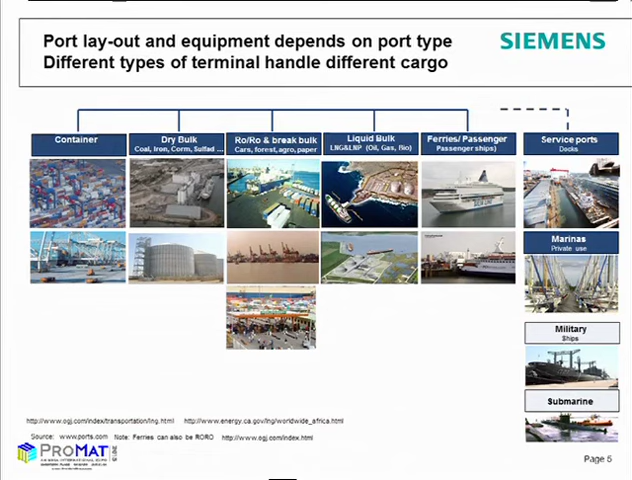 Port lay-out and equipment depends on port type
Different types of terminal handle different cargo
SIEMENS
Container
Dry Bulk
Coal, Iron, Corm, Sulfad ...
Ro/Ro & break bulk
Cars, forest, agro, paper
Liquid Bulk
LNG&LNP (Oil, Gas, Bio)
Ferries/ Passenger
Passenger ships)
Service ports
Docks
Marinas
Private use
Military
Ships
Submarine
http://www.ogj.com/index/transportation/lng.html http://www.energy.ca.gov/lng/worldwide_africa.html
Source: www.ports.com Note: Ferries can also be RORO http://www.ogj.com/index.html
PROMAT
2013
Page 5